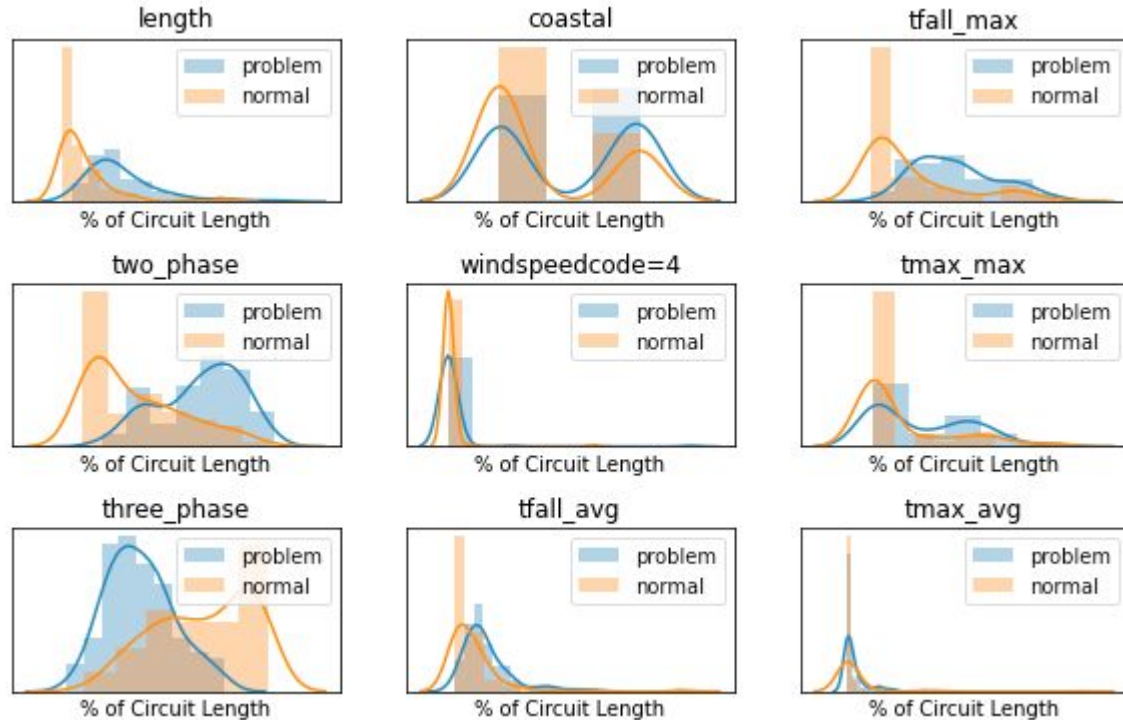 length
problem
normal
% of Circuit Length
coastal
problem
normal
% of Circuit Length
tfall_max
problem
normal
% of Circuit Length
two_phase
problem
normal
% of Circuit Length
windspeedcode=4
problem
normal
% of Circuit Length
tmax_max
problem
normal
% of Circuit Length
three_phase
problem
normal
% of Circuit Length
tfall_avg
problem
normal
% of Circuit Length
tmax_avg
problem
normal
% of Circuit Length